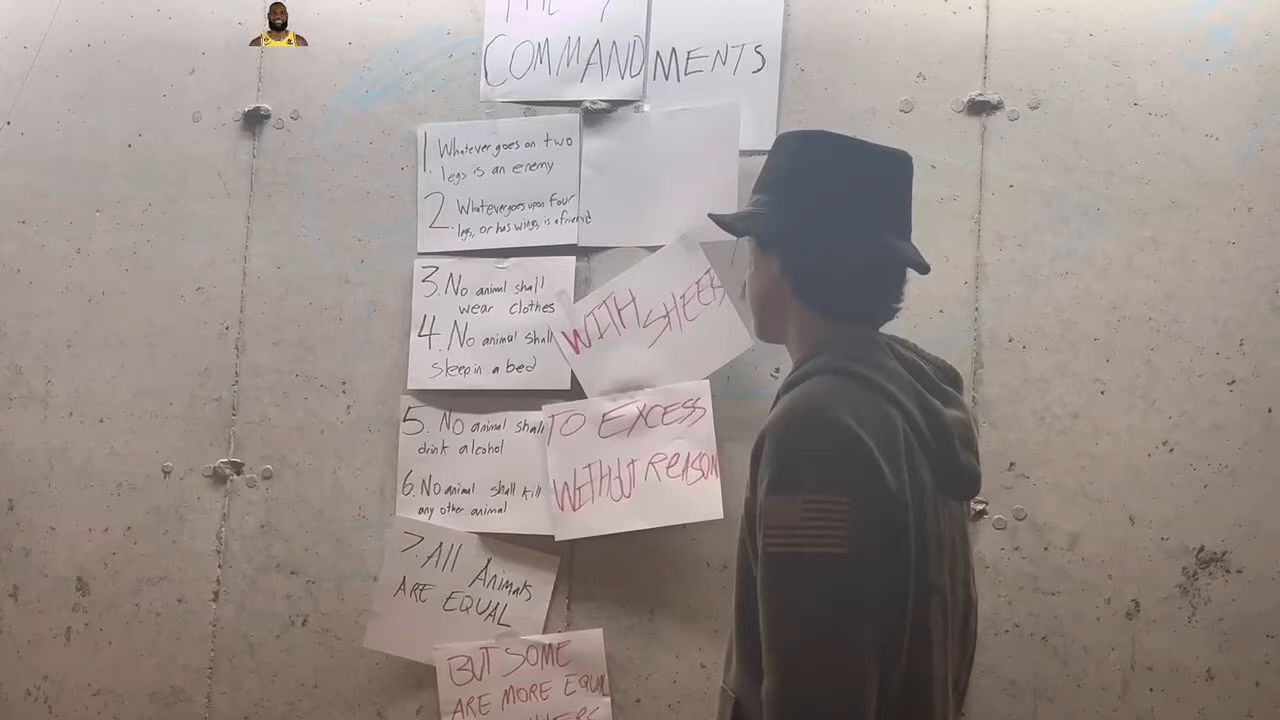 THE 7
COMMANDMENTS
1. Whatever goes on two
legs is an enemy
2. Whatever goes upon four
legs, or has wings, is a friend
3. No animal shall
wear clothes
4. No animal shall
sleep in a bed
WITH SHEETS
5. No animal shall
drink alcohol
TO EXCESS
6. No animal shall kill
any other animal
WITHOUT REASON
7 All Animals
ARE EQUAL
BUT SOME
ARE MORE EQUAL